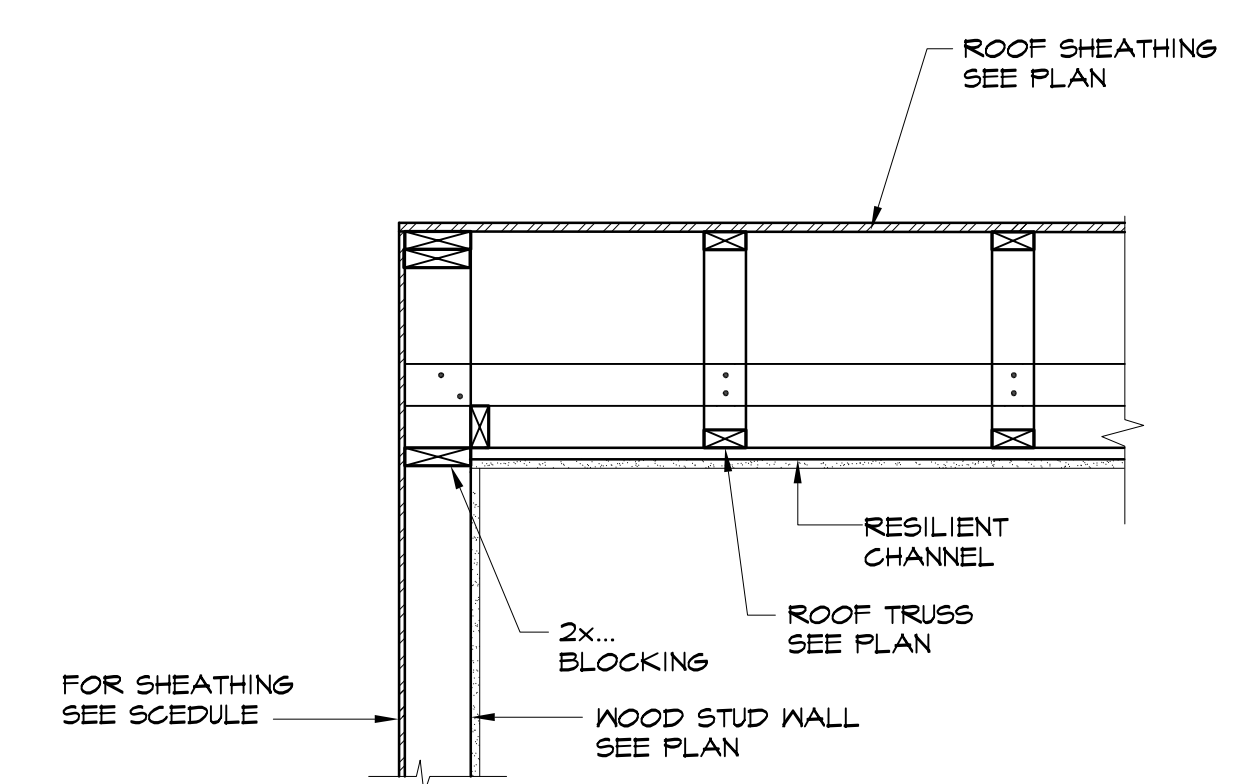 ROOF SHEATHING
SEE PLAN
RESILIENT
CHANNEL
ROOF TRUSS
SEE PLAN
2x...
BLOCKING
FOR SHEATHING
SEE SCEDULE
WOOD STUD WALL
SEE PLAN